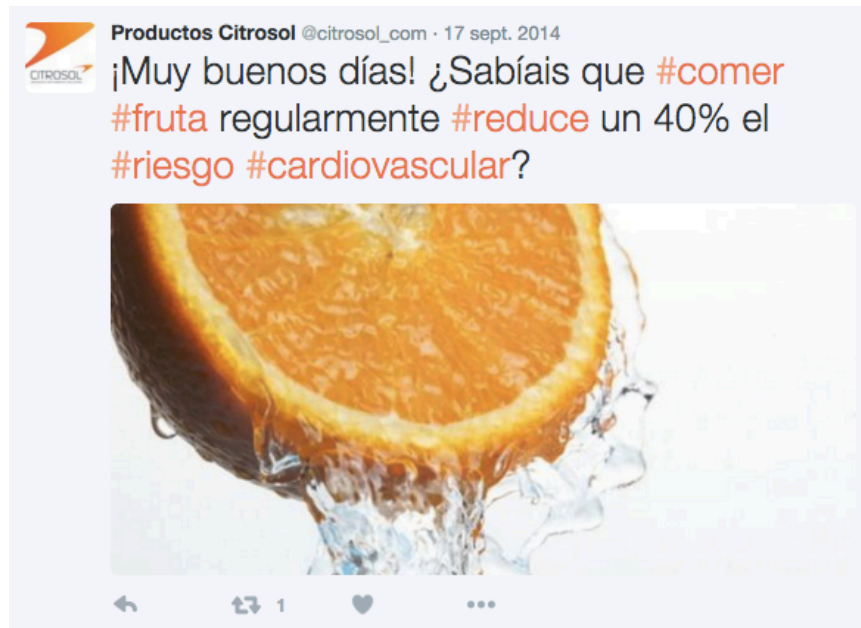 Productos Citrosol @citrosol_com · 17 sept. 2014
CITROSOL
¡Muy buenos días! ¿Sabíais que #comer
#fruta regularmente #reduce un 40% el
#riesgo #cardiovascular?
1